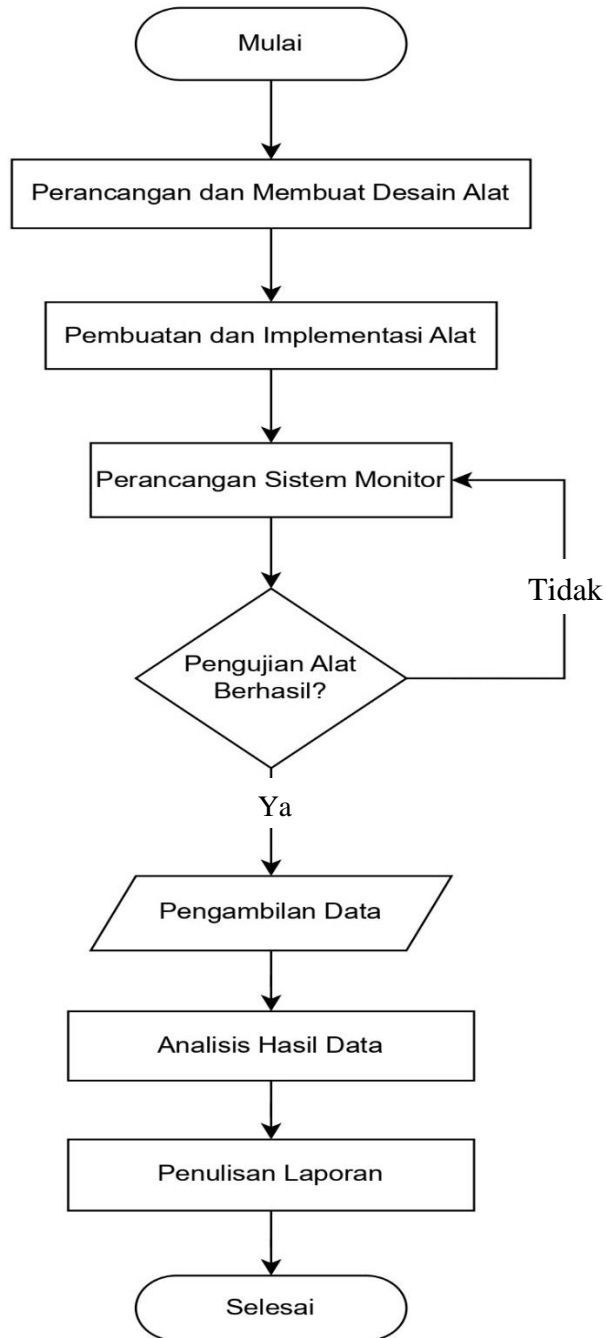 Mulai
Perancangan dan Membuat Desain Alat
Pembuatan dan Implementasi Alat
Perancangan Sistem Monitor
Tidak
Pengujian Alat
Berhasil?
Ya
Pengambilan Data
Analisis Hasil Data
Penulisan Laporan
Selesai